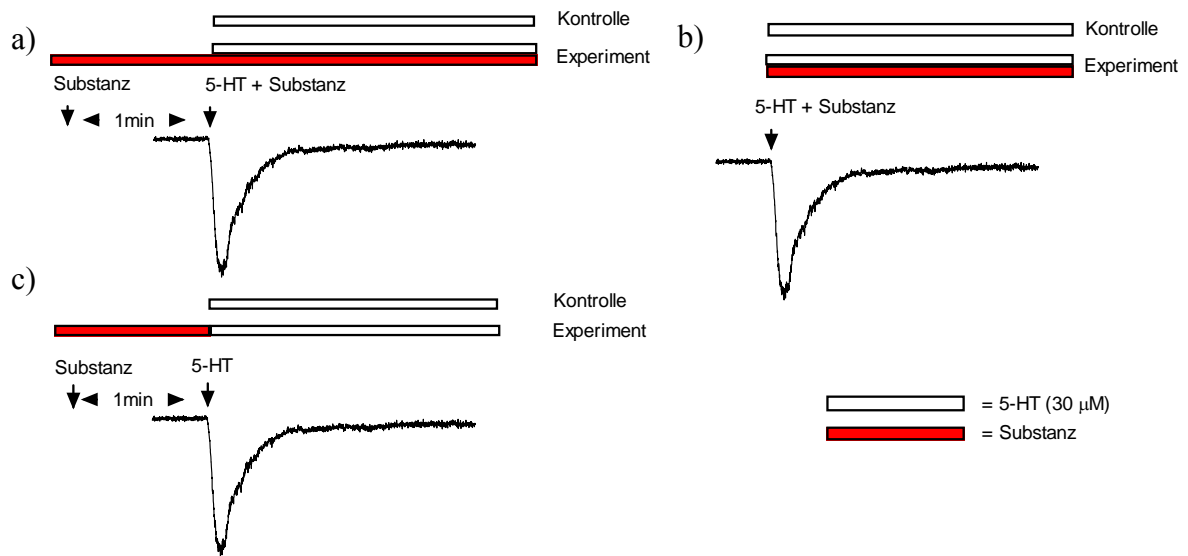 a)
Kontrolle
Experiment
Substanz
5-HT + Substanz
1min
b)
Kontrolle
Experiment
5-HT + Substanz
c)
Kontrolle
Experiment
Substanz
5-HT
1min
= 5-HT (30 µM)
= Substanz